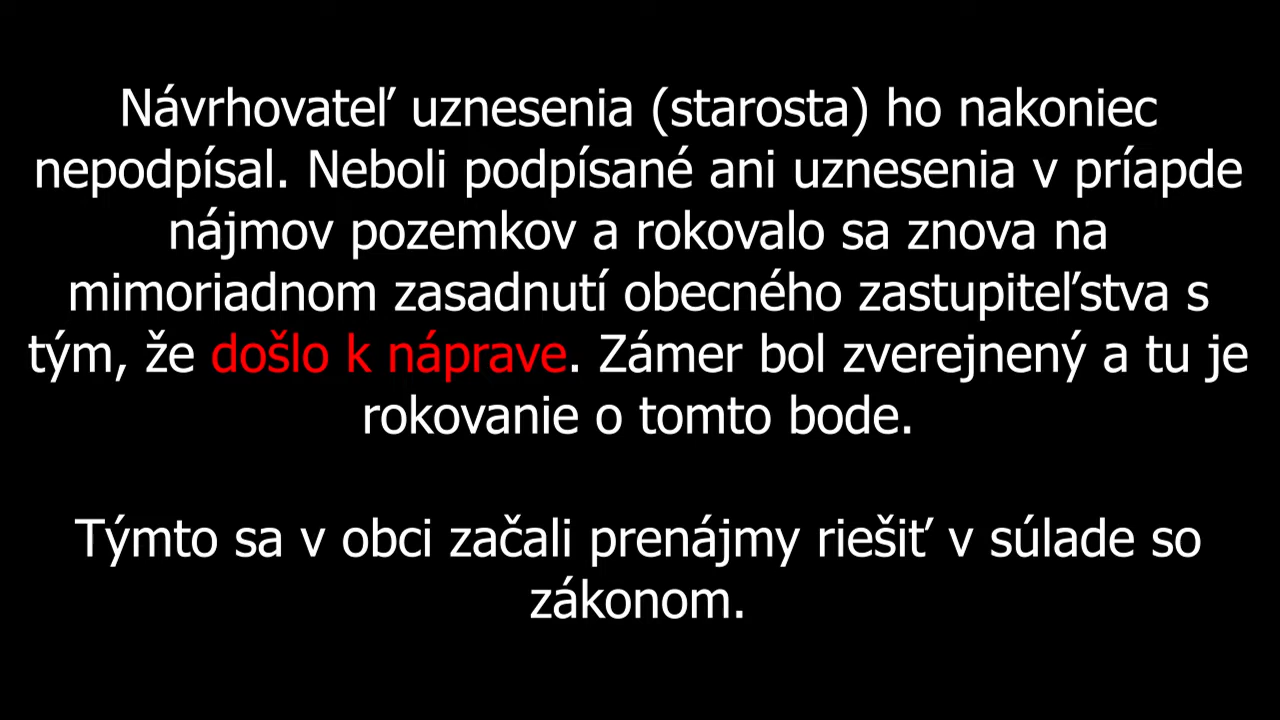 Návrhovateľ uznesenia (starosta) ho nakoniec
nepodpísal. Neboli podpísané ani uznesenia v príapde
nájmov pozemkov a rokovalo sa znova na
mimoriadnom zasadnutí obecného zastupiteľstva s
tým, že došlo k náprave. Zámer bol zverejnený a tu je
rokovanie o tomto bode.
Týmto sa v obci začali prenájmy riešiť v súlade so
zákonom.